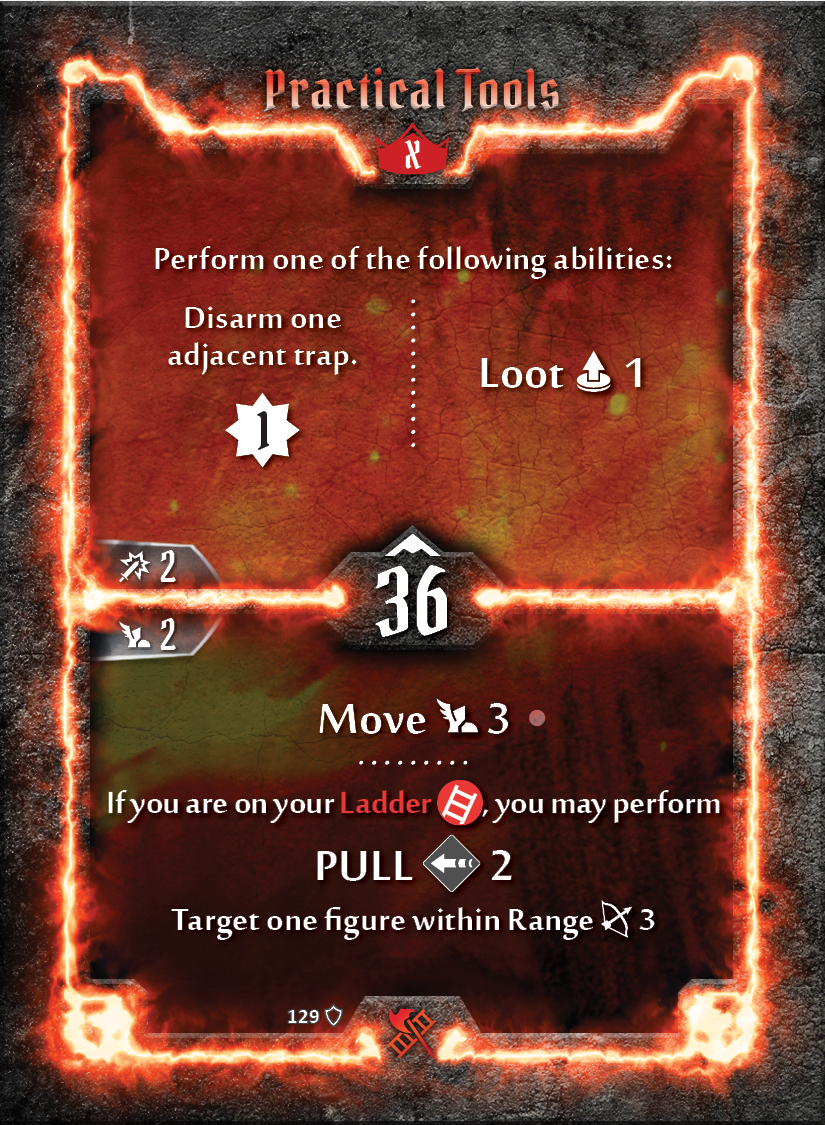 Practical Tools
X
Perform one of the following abilities:
Disarm one
adjacent trap.
1
Loot 1
2
36
2
Move 3
If you are on your Ladder , you may perform
PULL 2
Target one figure within Range 3
129